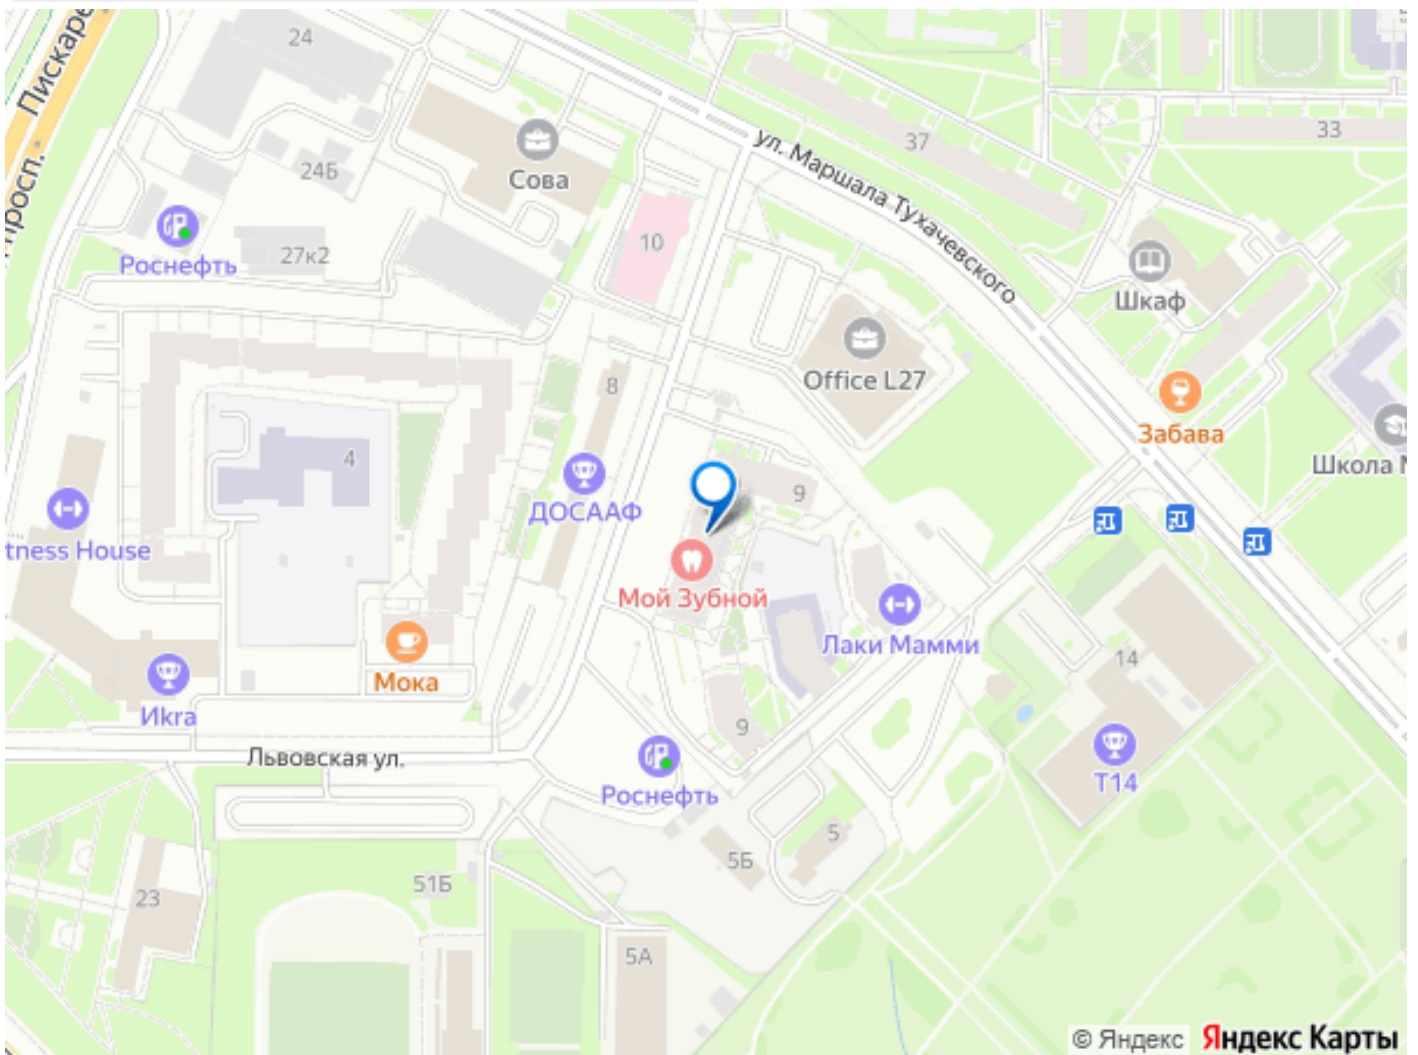 24
Пискаре
просп.
24Б
Сова
37
33
ул. Маршала Тухачевского
10
27к2
Роснефть
Шкаф
Office L27
8
Забава
4
Школа
9
ДОСААФ
tness House
Мой Зубной
Лаки Мамми
14
Мока
Иkra
9
Львовская ул.
Роснефть
Т14
5
5Б
51Б
23
5А
© Яндекс Яндекс Карты